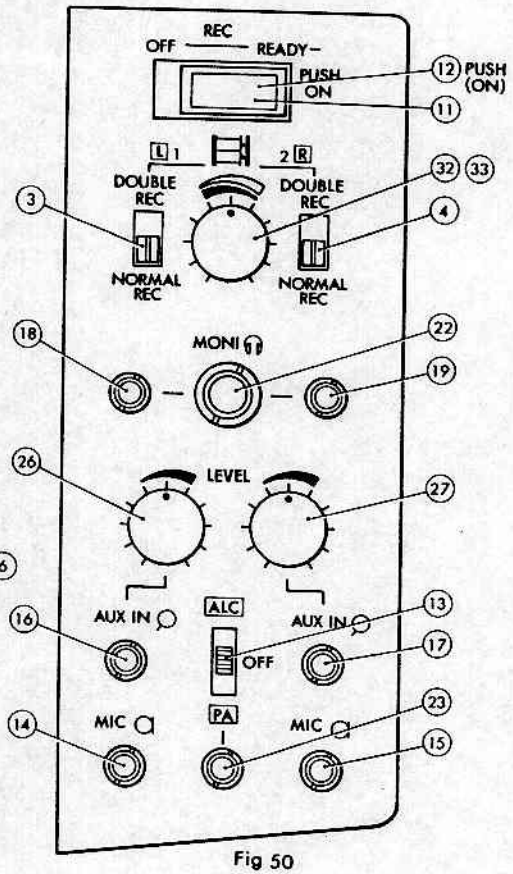 REC
OFF READY
PUSH ON
12 PUSH (ON)
11
L 1 2 R
DOUBLE REC DOUBLE REC
32 33
3
4
NORMAL REC NORMAL REC
MONI
18
22
19
26
LEVEL
27
6
AUX IN ALC AUX IN
13
16
OFF
17
MIC PA MIC
23
14
15
Fig 50